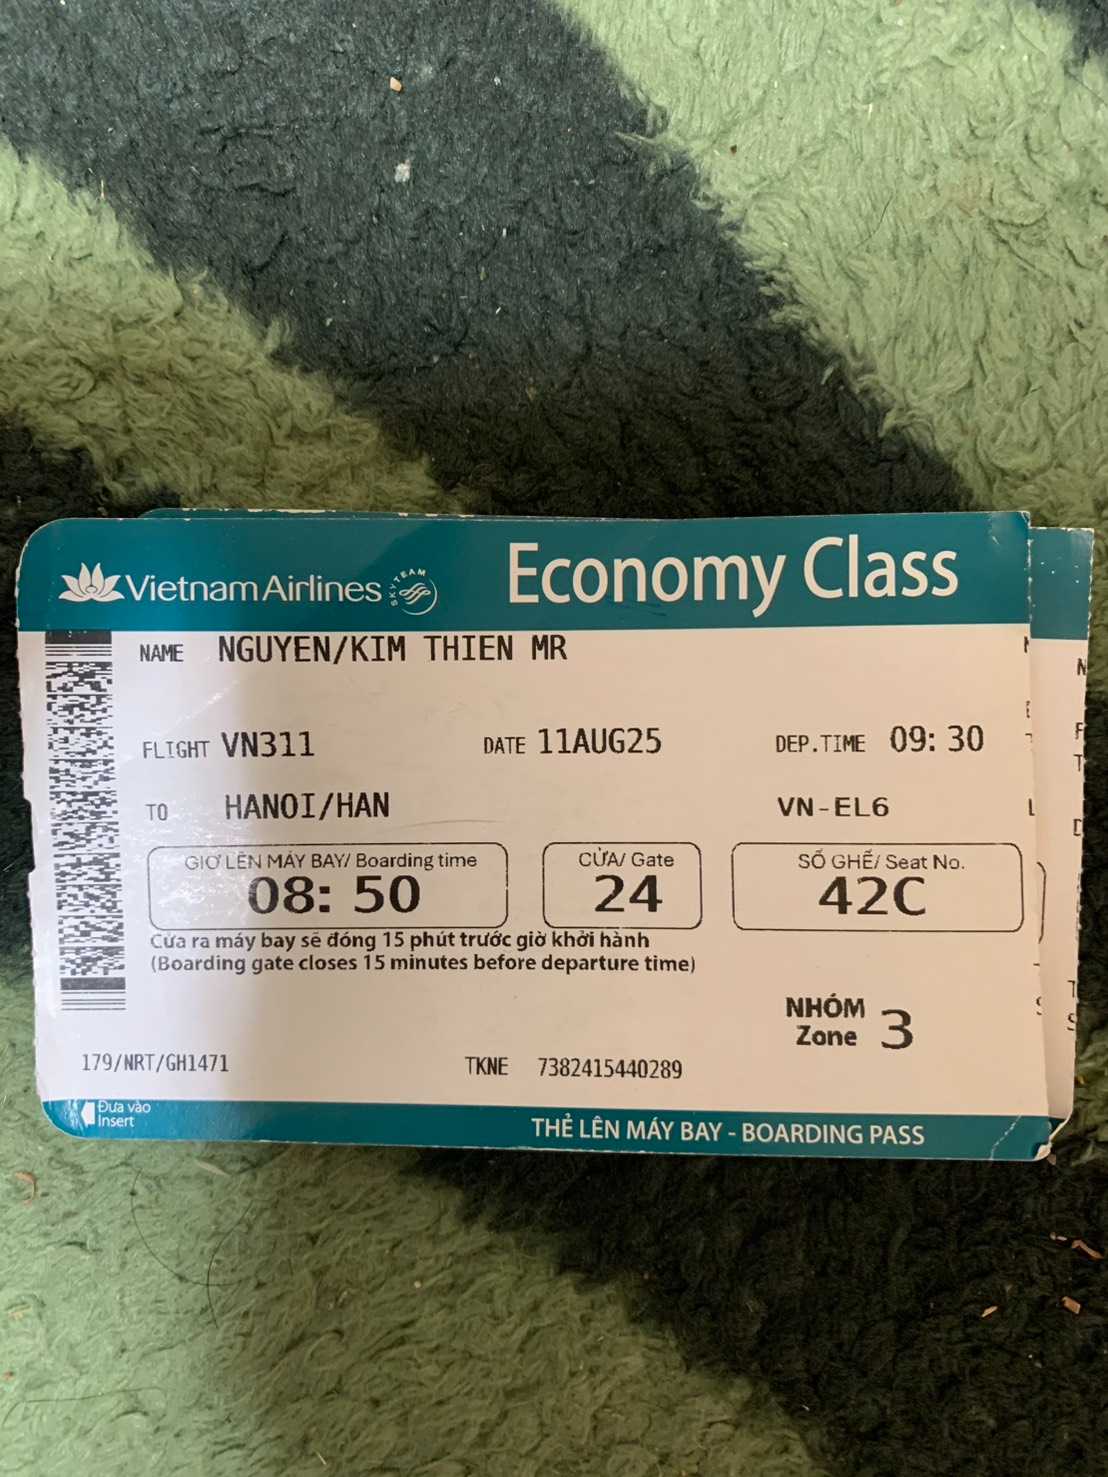 Vietnam Airlines SKYTEAM Economy Class
NAME NGUYEN/KIM THIEN MR
FLIGHT VN311 DATE 11AUG25 DEP.TIME 09: 30
TO HANOI/HAN VN-EL6
GIỜ LÊN MÁY BAY/ Boarding time CỬA/ Gate SỐ GHẾ/ Seat No.
08: 50 24 42C
Cửa ra máy bay sẽ đóng 15 phút trước giờ khởi hành
(Boarding gate closes 15 minutes before departure time)
NHÓM
Zone 3
179/NRT/GH1471 TKNE 7382415440289
Đưa vào
Insert
THẺ LÊN MÁY BAY - BOARDING PASS